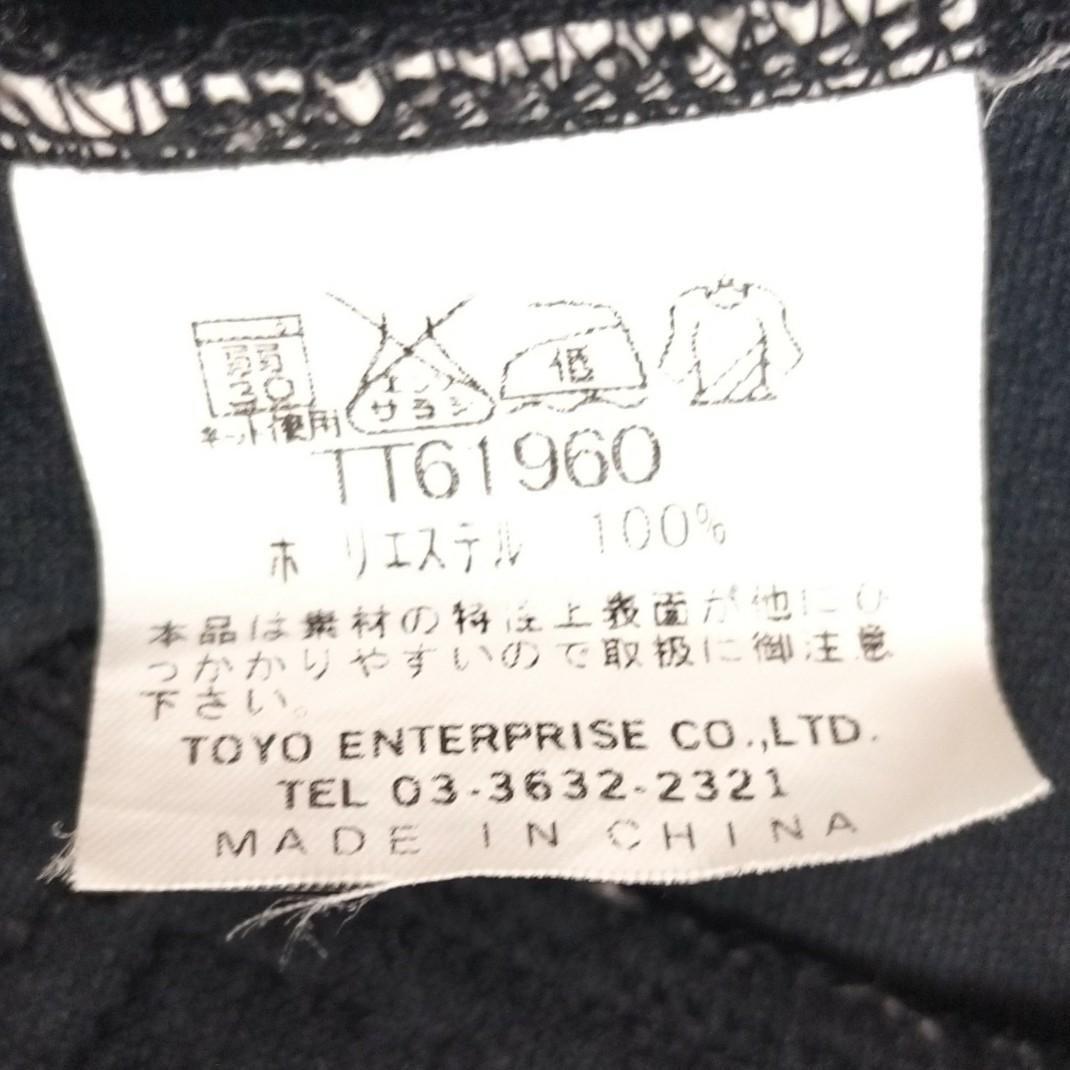 手洗イ
30
ネット使用
エンソ
サラシ
低
TT61960
ポリエステル 100%
本品は素材の特性上表面が他にひ
っかかりやすいので取扱に御注意
下さい。
TOYO ENTERPRISE CO.,LTD.
TEL 03-3632-2321
MADE IN CHINA